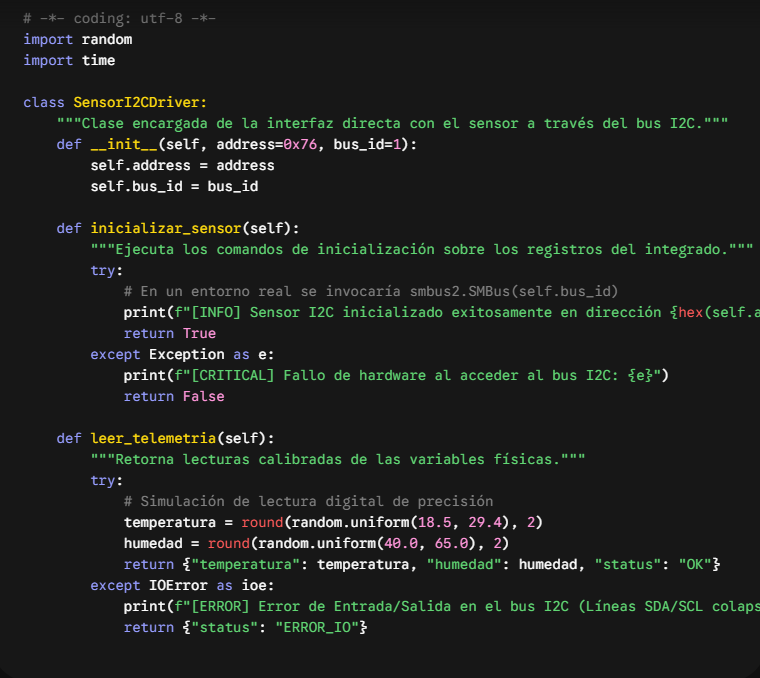 # -*- coding: utf-8 -*-
import random
import time
class SensorI2CDriver:
"""Clase encargada de la interfaz directa con el sensor a través del bus I2C."""
def __init__(self, address=0x76, bus_id=1):
self.address = address
self.bus_id = bus_id
def inicializar_sensor(self):
"""Ejecuta los comandos de inicialización sobre los registros del integrado."""
try:
# En un entorno real se invocaría smbus2.SMBus(self.bus_id)
print(f"[INFO] Sensor I2C inicializado exitosamente en dirección {hex(self.a
return True
except Exception as e:
print(f"[CRITICAL] Fallo de hardware al acceder al bus I2C: {e}")
return False
def leer_telemetria(self):
"""Retorna lecturas calibradas de las variables físicas."""
try:
# Simulación de lectura digital de precisión
temperatura = round(random.uniform(18.5, 29.4), 2)
humedad = round(random.uniform(40.0, 65.0), 2)
return {"temperatura": temperatura, "humedad": humedad, "status": "OK"}
except IOError as ioe:
print(f"[ERROR] Error de Entrada/Salida en el bus I2C (Líneas SDA/SCL colaps
return {"status": "ERROR_IO"}